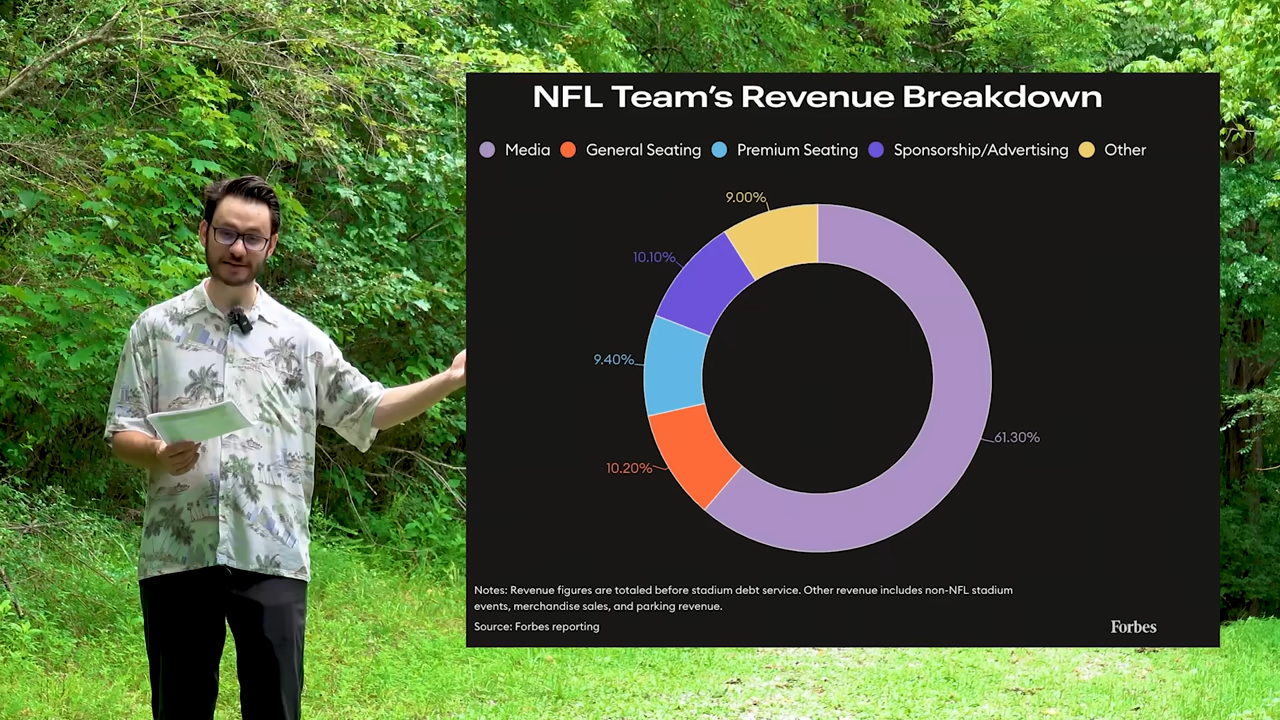 NFL Team's Revenue Breakdown
Media General Seating Premium Seating Sponsorship/Advertising Other
9.00%
10.10%
9.40%
61.30%
10.20%
Notes: Revenue figures are totaled before stadium debt service. Other revenue includes non-NFL stadium
events, merchandise sales, and parking revenue.
Source: Forbes reporting
Forbes